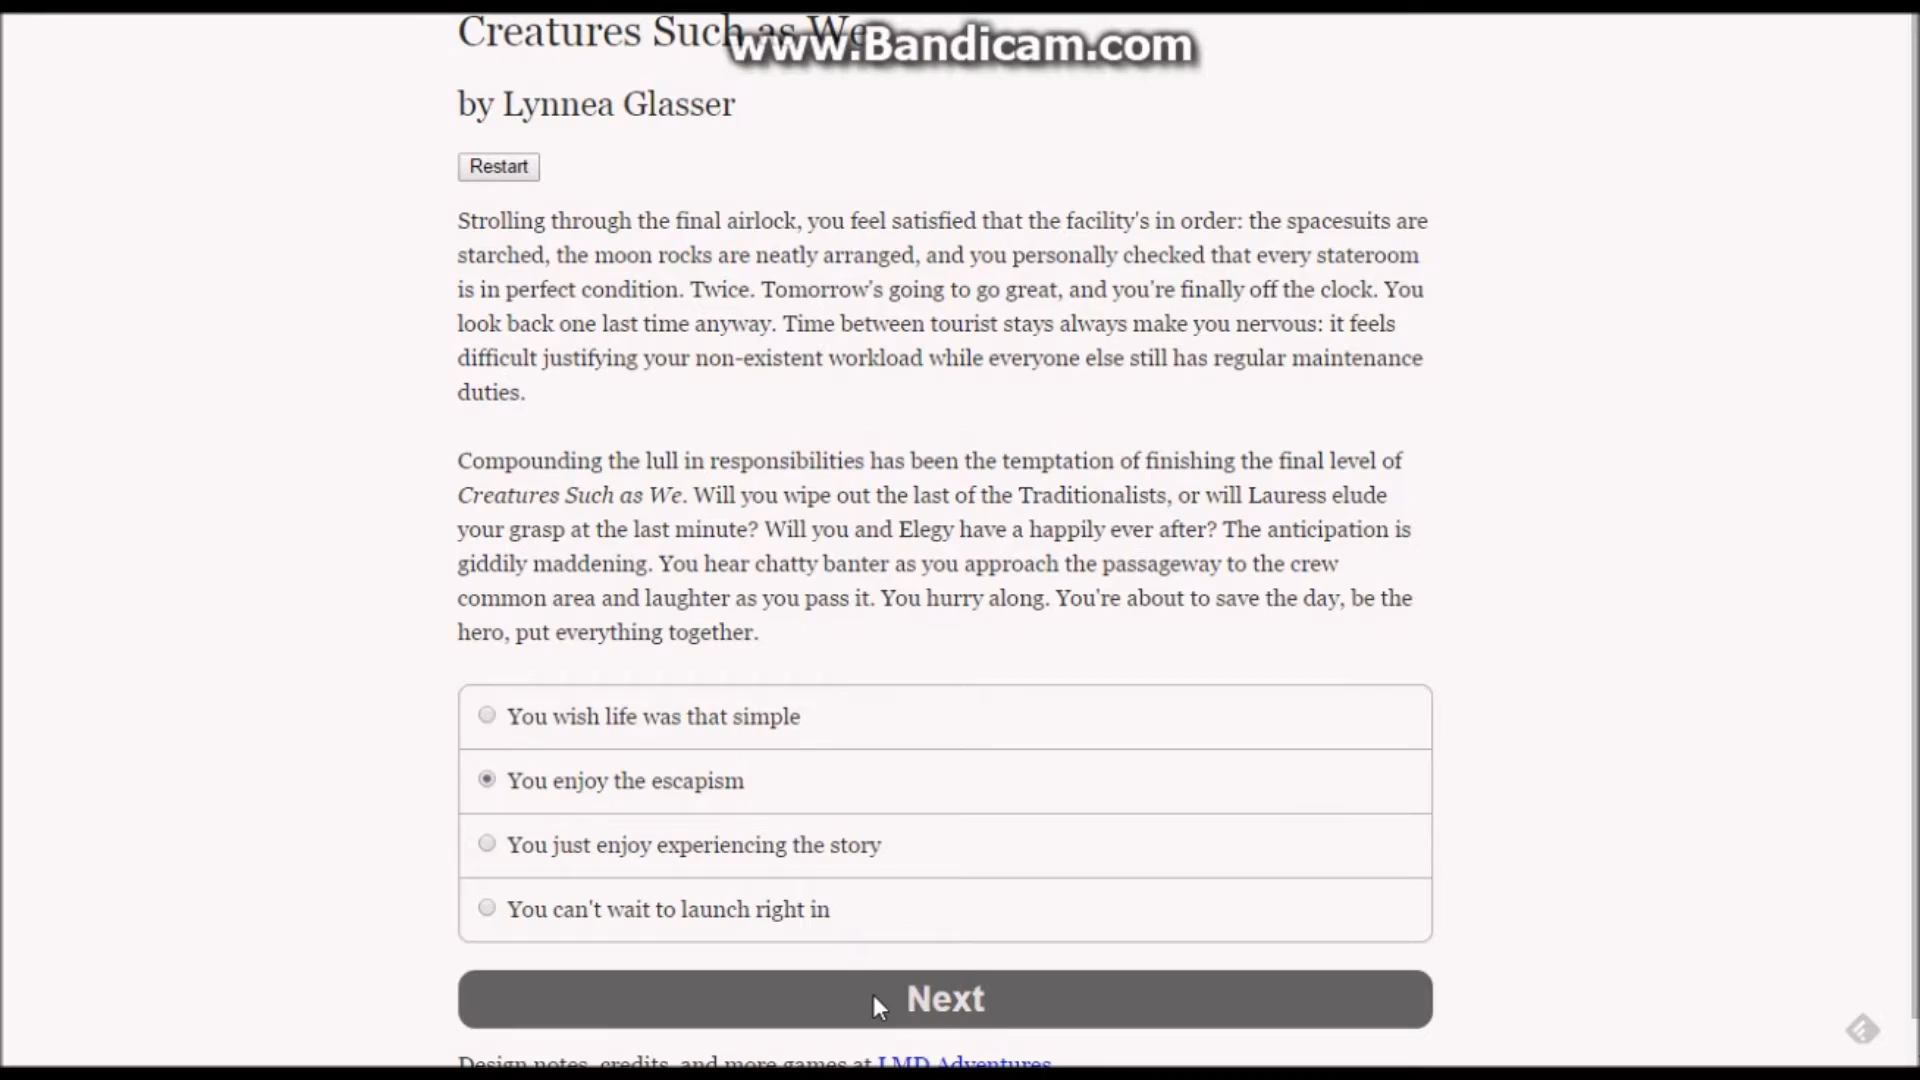 Creatures Such as We
www.Bandicam.com
by Lynnea Glasser
Restart
Strolling through the final airlock, you feel satisfied that the facility's in order: the spacesuits are
starched, the moon rocks are neatly arranged, and you personally checked that every stateroom
is in perfect condition. Twice. Tomorrow's going to go great, and you're finally off the clock. You
look back one last time anyway. Time between tourist stays always make you nervous: it feels
difficult justifying your non-existent workload while everyone else still has regular maintenance
duties.
Compounding the lull in responsibilities has been the temptation of finishing the final level of
Creatures Such as We. Will you wipe out the last of the Traditionalists, or will Lauress elude
your grasp at the last minute? Will you and Elegy have a happily ever after? The anticipation is
giddily maddening. You hear chatty banter as you approach the passageway to the crew
common area and laughter as you pass it. You hurry along. You're about to save the day, be the
hero, put everything together.
You wish life was that simple
You enjoy the escapism
You just enjoy experiencing the story
You can't wait to launch right in
Next
Design notes, credits, and more games at LMD Adventures